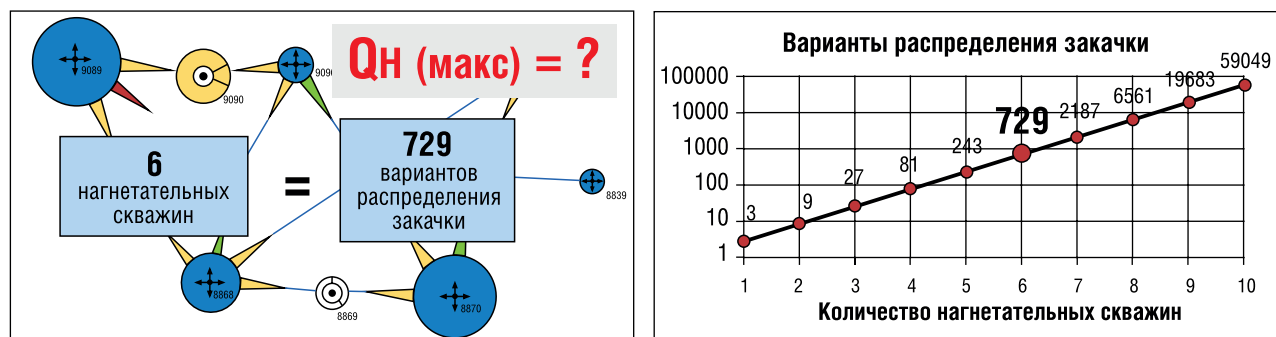 Qн (макс) = ?
9089
9090
6
нагнетательных
скважин
=
729
вариантов
распределения
закачки
8839
8868
8869
8870
Варианты распределения закачки
100000
10000
1000
100
10
1
3
9
27
81
243
729
2187
6561
19683
59049
1 2 3 4 5 6 7 8 9 10
Количество нагнетательных скважин